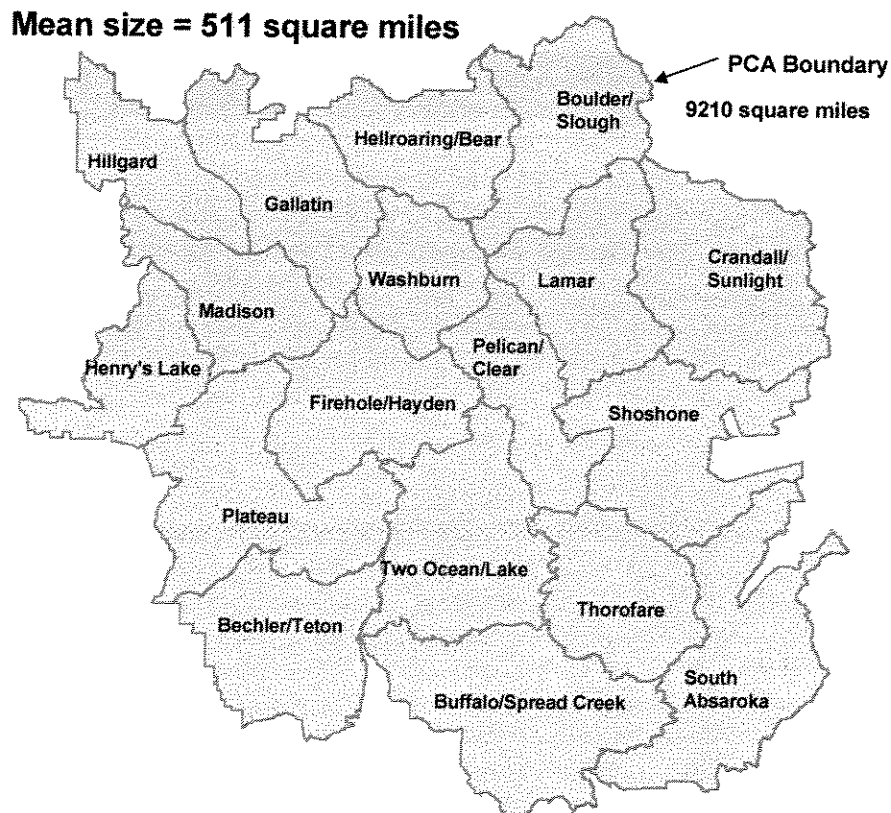 Mean size = 511 square miles
PCA Boundary
9210 square miles
Boulder/
Slough
Hellroaring/Bear
Hillgard
Gallatin
Crandall/
Sunlight
Washburn
Lamar
Madison
Pelican/
Clear
Henry's Lake
Firehole/Hayden
Shoshone
Plateau
Two Ocean/Lake
Thorofare
Bechler/Teton
South
Absaroka
Buffalo/Spread Creek